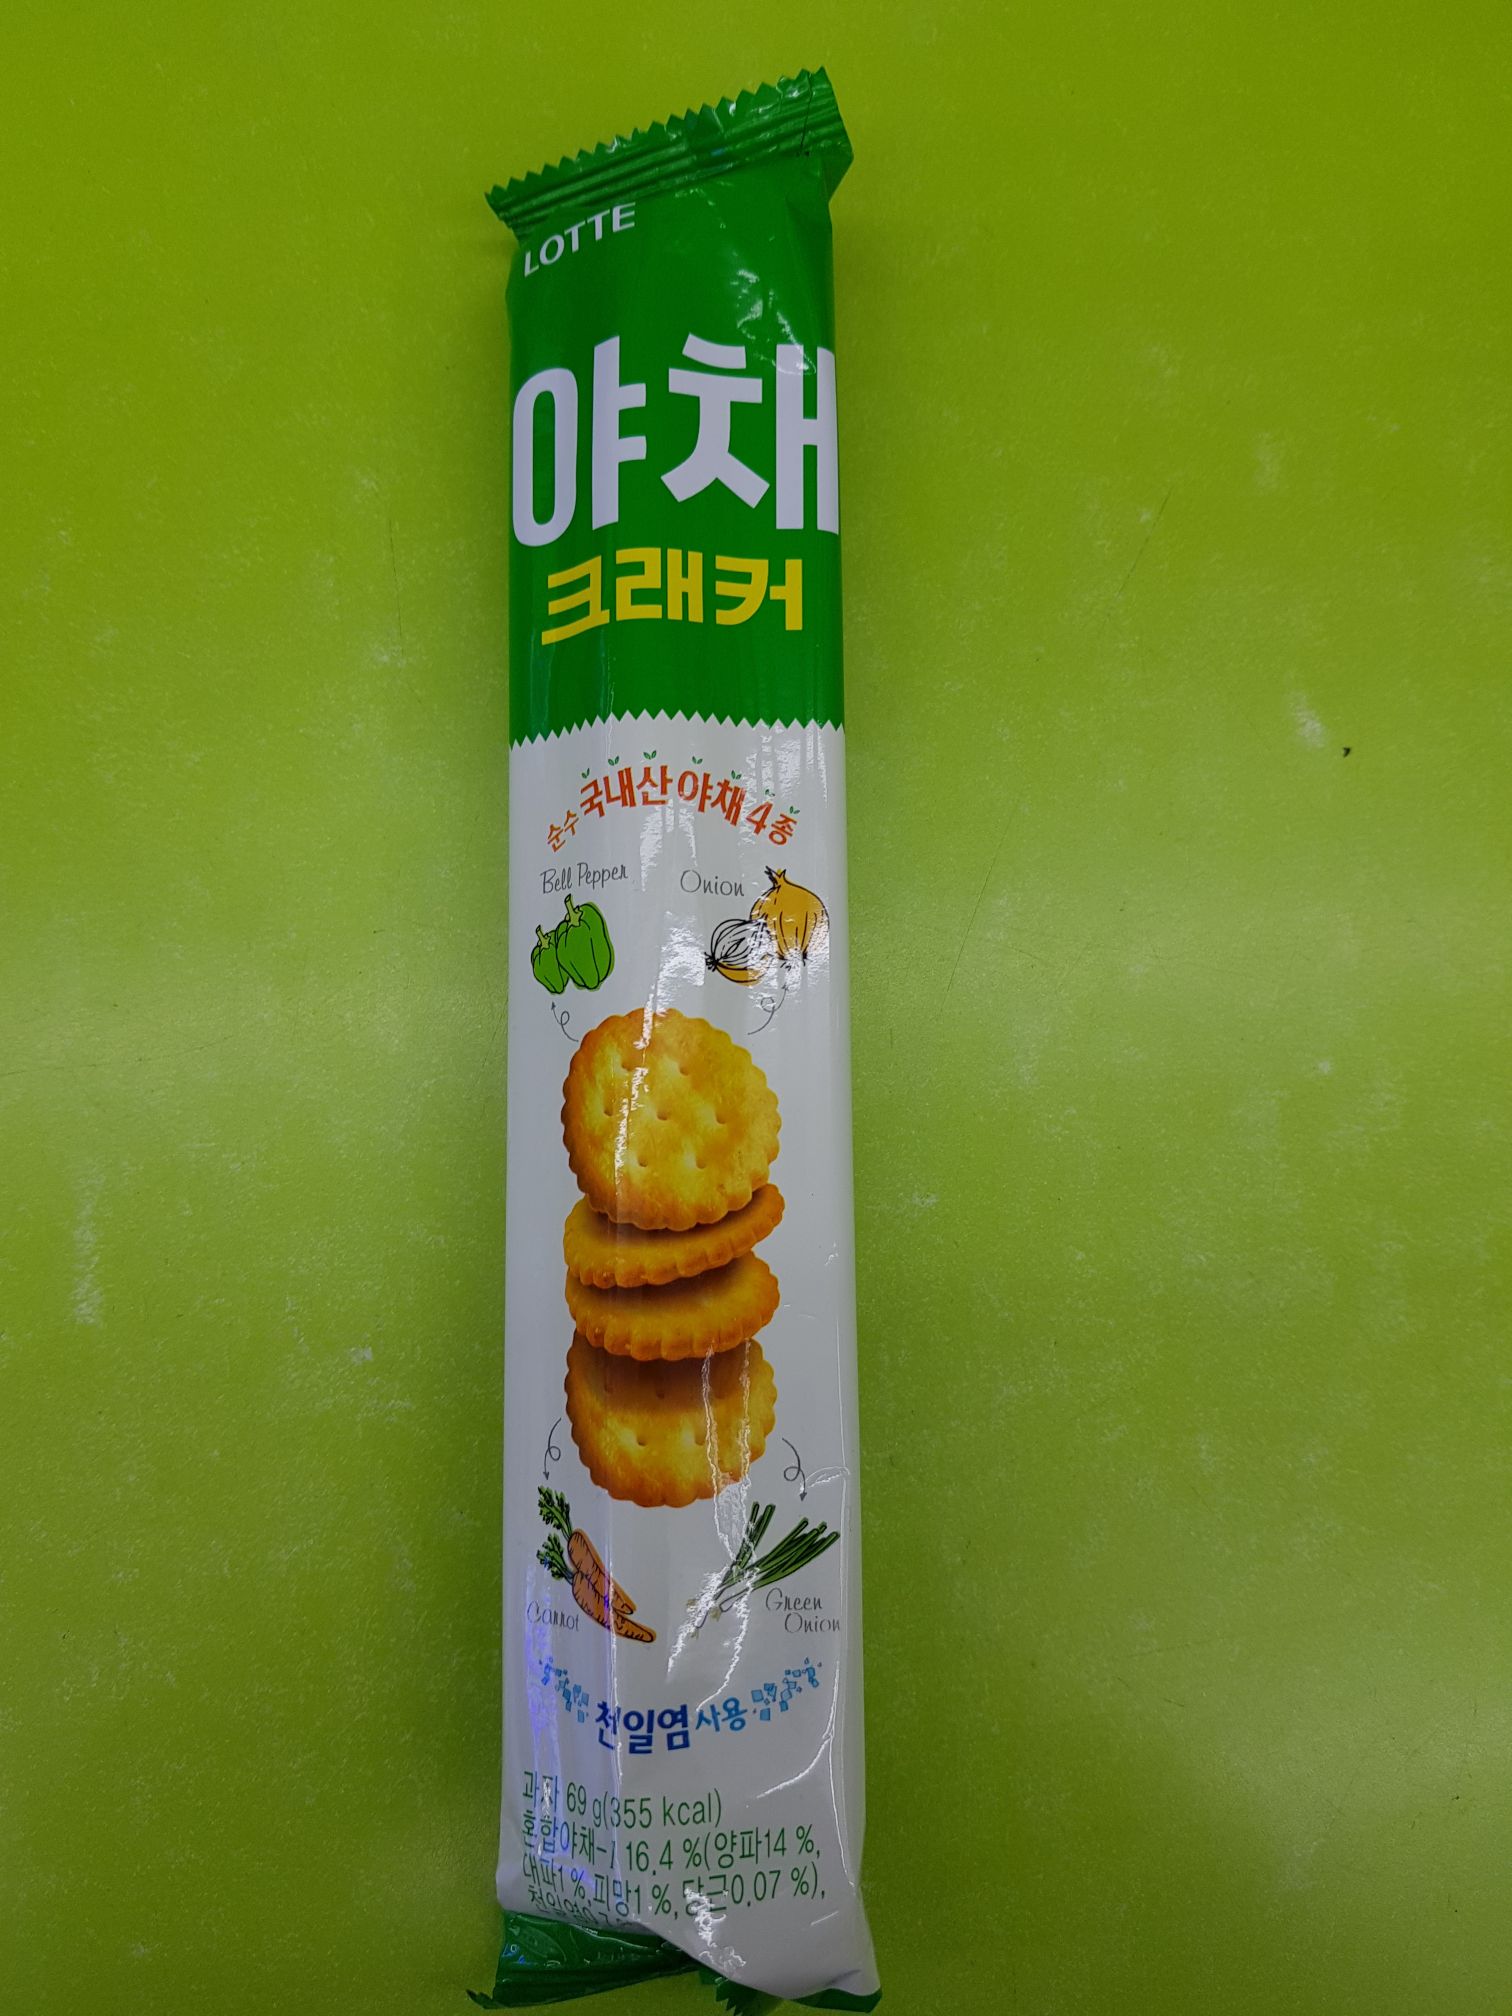 LOTTE
야채
크래커
순수 국내산 야채 4종
Bell Pepper
Onion
Carrot
Green
Onion
천일염 사용
과자 69 g(355 kcal)
혼합야채-1 16.4 %(양파14 %,
대파1 %, 피망1 %, 당근0.07 %),